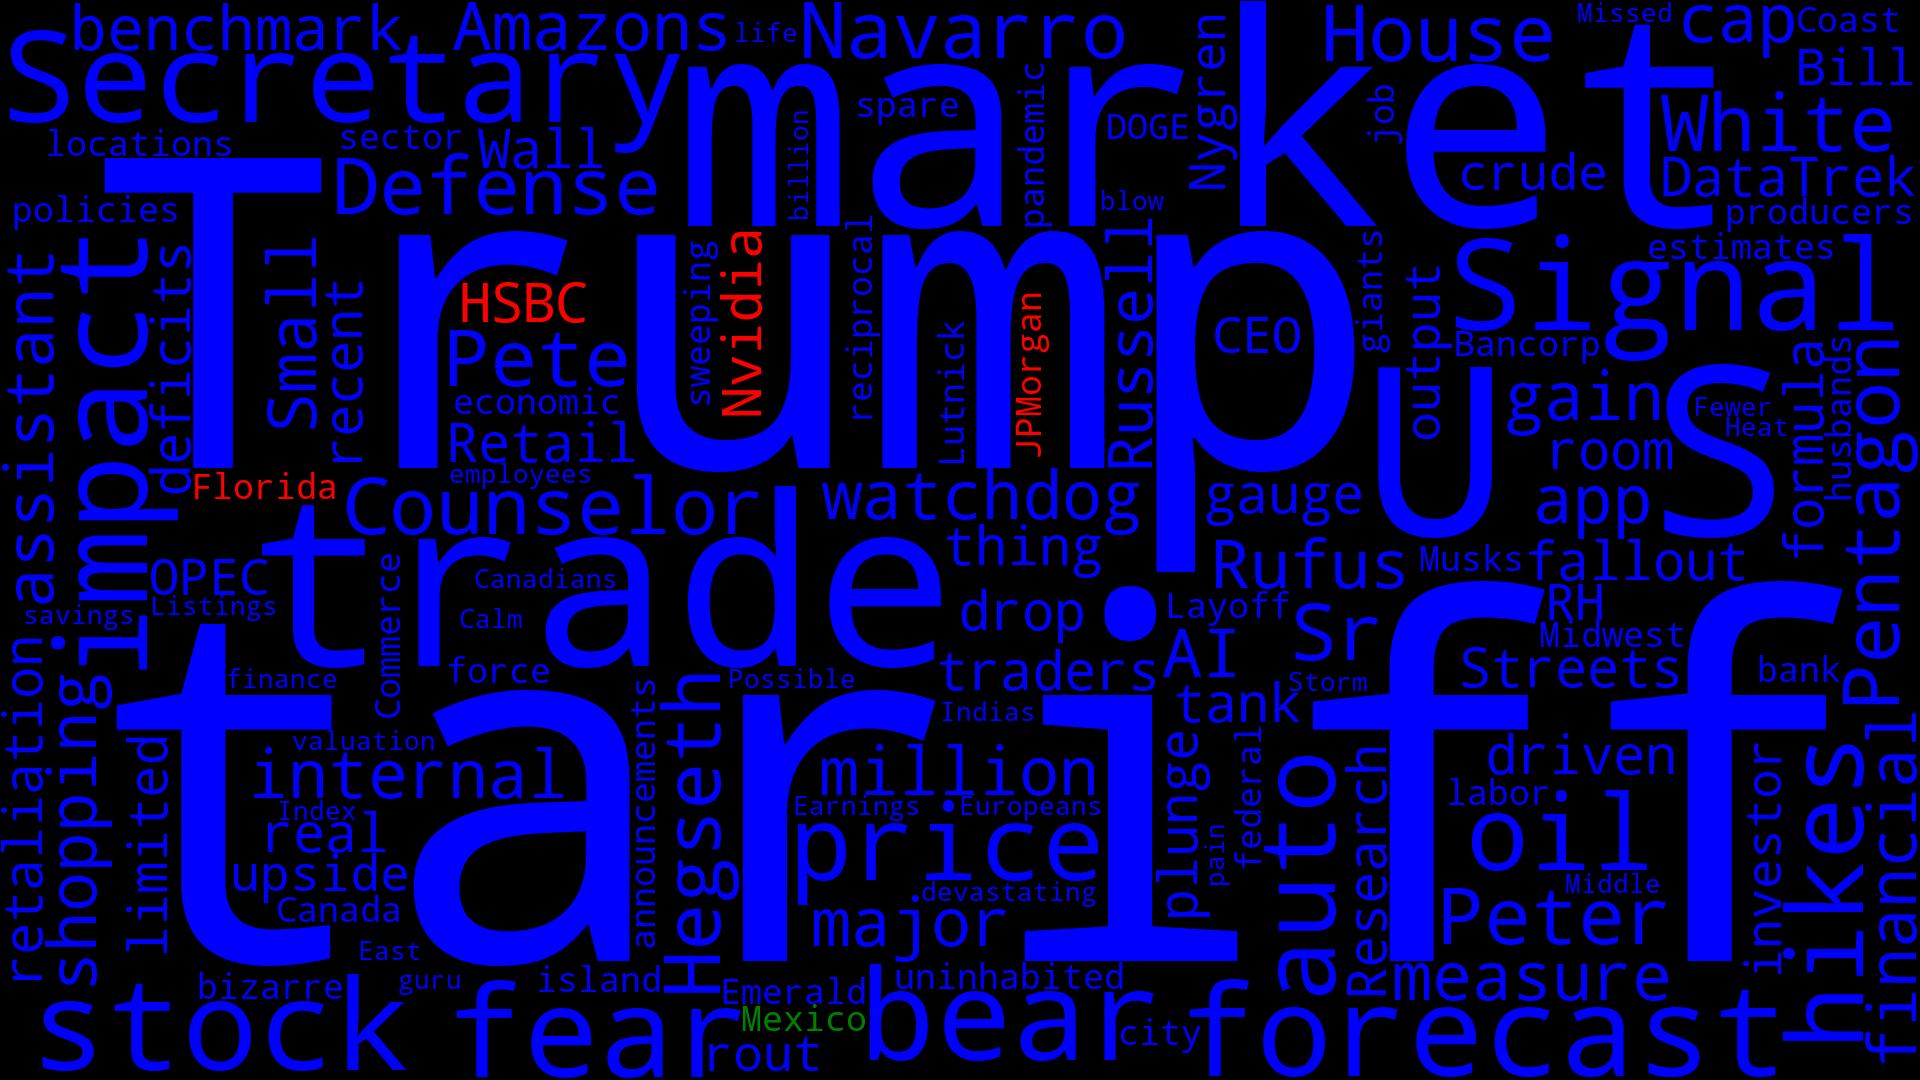 benchmark
Amazons
life
Navarro
House
Missed
cap
Coast
Secretary
market
Nygren
Bill
spare
pandemic
DOGE
job
White
locations
sector
Wall
billion
crude
DataTrek
Defense
policies
blow
producers
Trump
Signal
estimates
assistant
impact
deficits
Small
recent
HSBC
Pete
sweeping
Nvidia
reciprocal
Lutnick
JPMorgan
Russell
CEO
giants
output
Bancorp
formula
husbands
Pentagon
economic
Retail
employees
U
S
gain
Fewer
Heat
room
Florida
Counselor
watchdog
gauge
app
trade
thing
OPEC
Commerce
Canadians
Rufus
Musks
fallout
savings
Listings
Calm
drop
Layoff
Sr
RH
Midwest
retaliation
shopping
finance
force
Possible
traders
AI
Storm
Streets
bank
tariff
announcements
Hegseth
Indias
tank
limited
valuation
internal
million
plunge
federal
auto
Research
driven
investor
hikes
financial
Index
real
Earnings
Europeans
price
labor
oil
upside
pain
devastating
Middle
Canada
major
Peter
East
bizarre
guru
island
uninhabited
measure
stock
fear
Emerald
Mexico
rout
bear
city
forecast